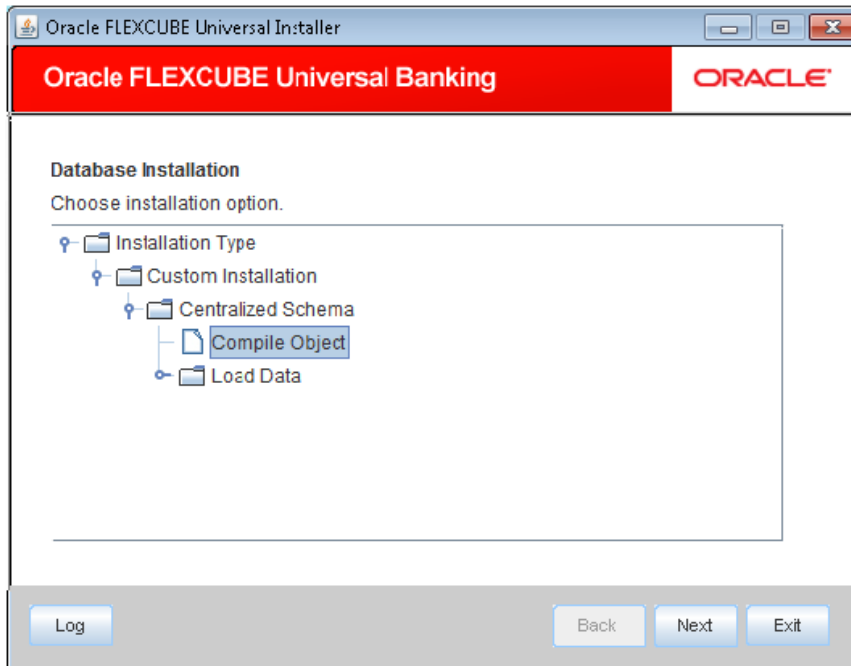 Oracle FLEXCUBE Universal Installer
Oracle FLEXCUBE Universal Banking
ORACLE
Database Installation
Choose installation option.
Installation Type
Custom Installation
Centralized Schema
Compile Object
Load Data
Log
Back
Next
Exit